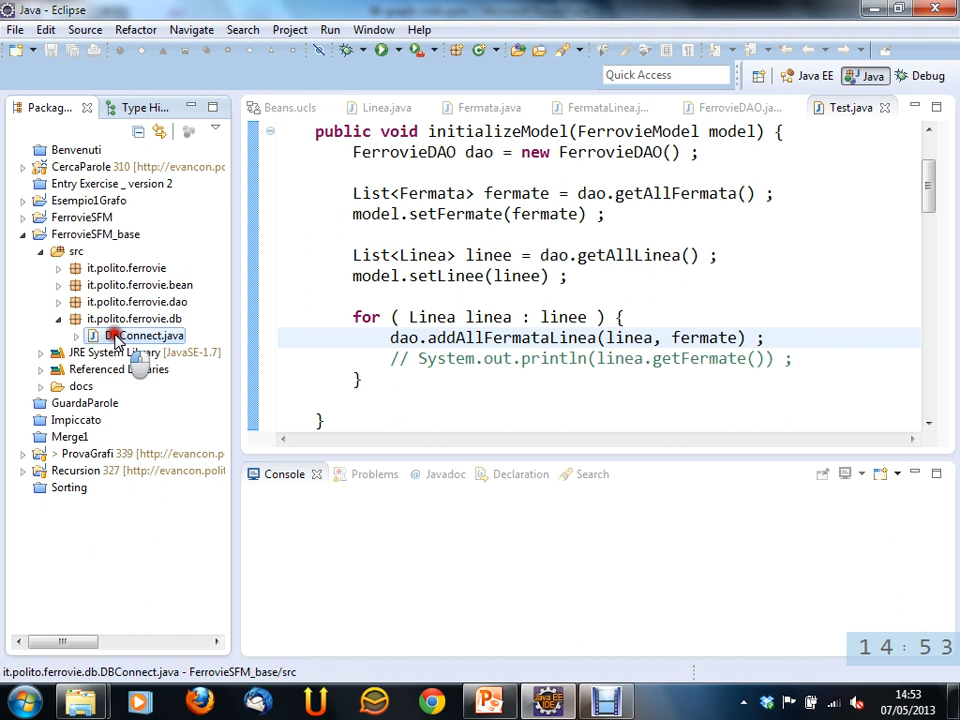 Java - Eclipse
File Edit Source Refactor Navigate Search Project Run Window Help
Quick Access
Java EE Java Debug
Packag... Type Hi...
Beans.ucls Linea.java Fermata.java FermataLinea.j... FerrovieDAO.ja... Test.java
Benvenuti
CercaParole 310 [http://evancon.pc
Entry Exercise _ version 2
Esempio1Grafo
FerrovieSFM
FerrovieSFM_base
src
it.polito.ferrovie
it.polito.ferrovie.bean
it.polito.ferrovie.dao
it.polito.ferrovie.db
DBConnect.java
JRE System Library [JavaSE-1.7]
Referenced Libraries
docs
GuardaParole
Impiccato
Merge1
> ProvaGrafi 339 [http://evancon.p
Recursion 327 [http://evancon.polit
Sorting
public void initializeModel(FerrovieModel model) {
FerrovieDAO dao = new FerrovieDAO() ;
List<Fermata> fermate = dao.getAllFermata() ;
model.setFermate(fermate) ;
List<Linea> linee = dao.getAllLinea() ;
model.setLinee(linee) ;
for ( Linea linea : linee ) {
dao.addAllFermataLinea(linea, fermate) ;
// System.out.println(linea.getFermate()) ;
}
}
Console Problems @ Javadoc Declaration Search
it.polito.ferrovie.db.DBConnect.java - FerrovieSFM_base/src
14:53
14:53
07/05/2013